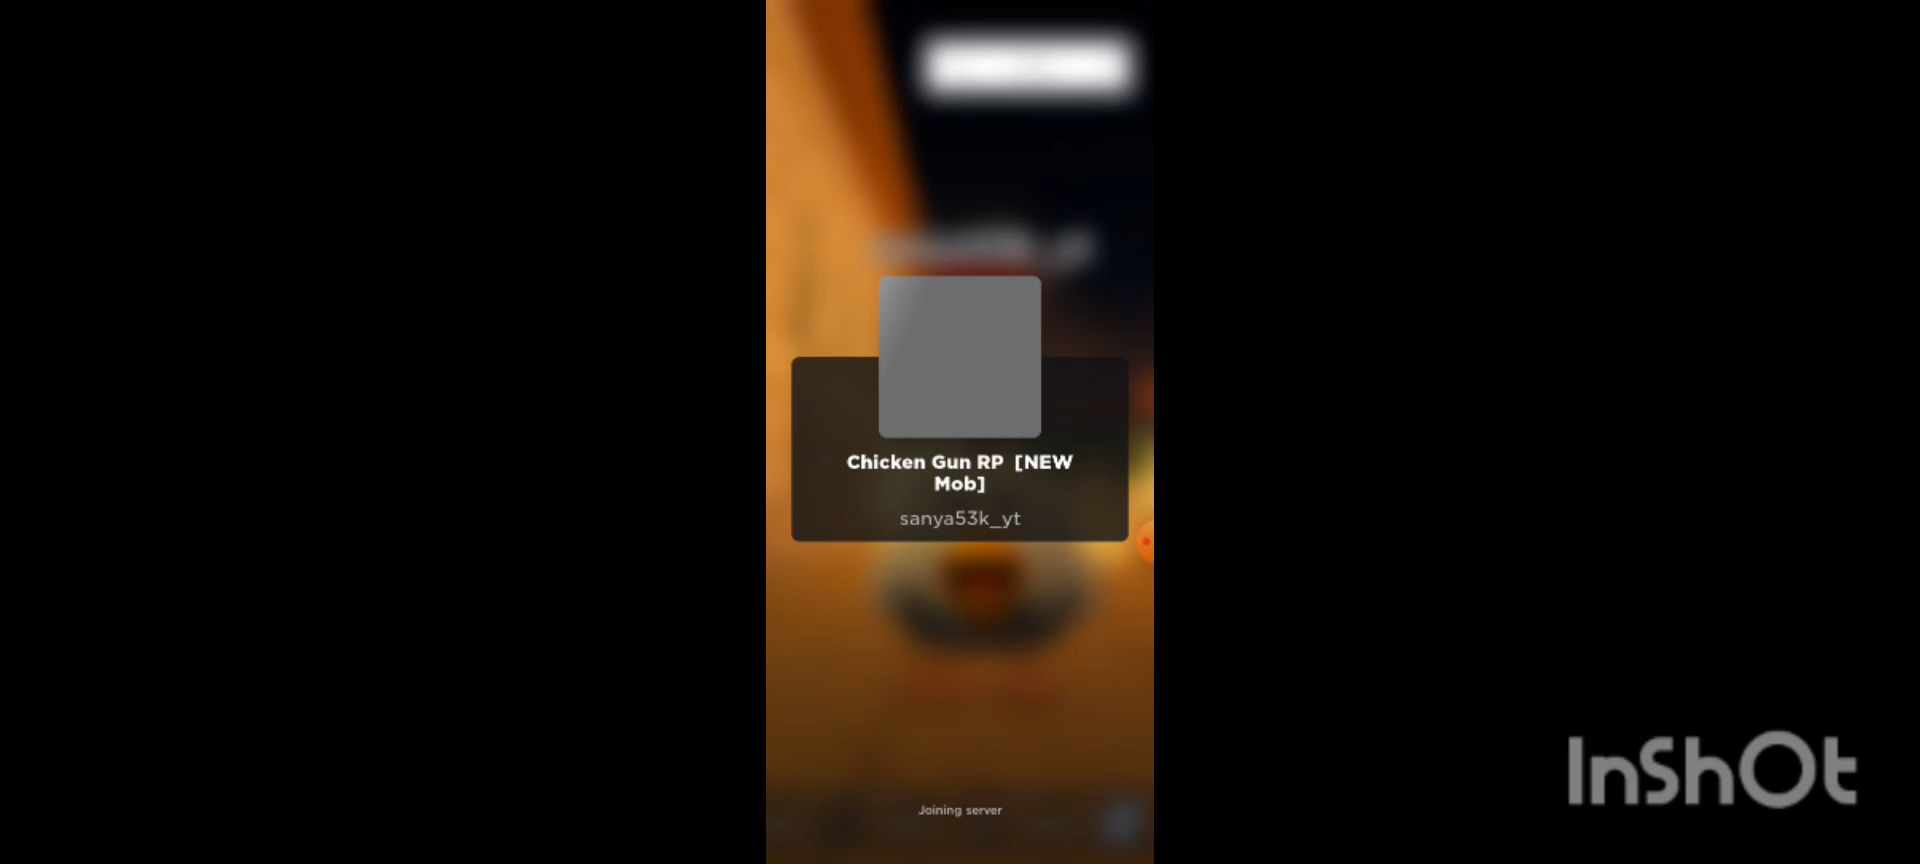 Chicken Gun RP [NEW
Mob]
sanya53k_yt
Joining server
InShOt